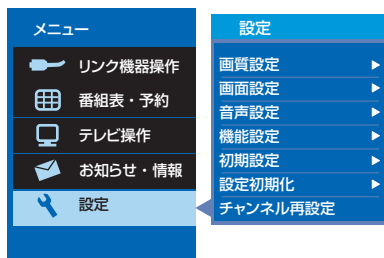 メニュー
リンク機器操作
番組表・予約
テレビ操作
お知らせ・情報
設定
設定
画質設定
画面設定
音声設定
機能設定
初期設定
設定初期化
チャンネル再設定